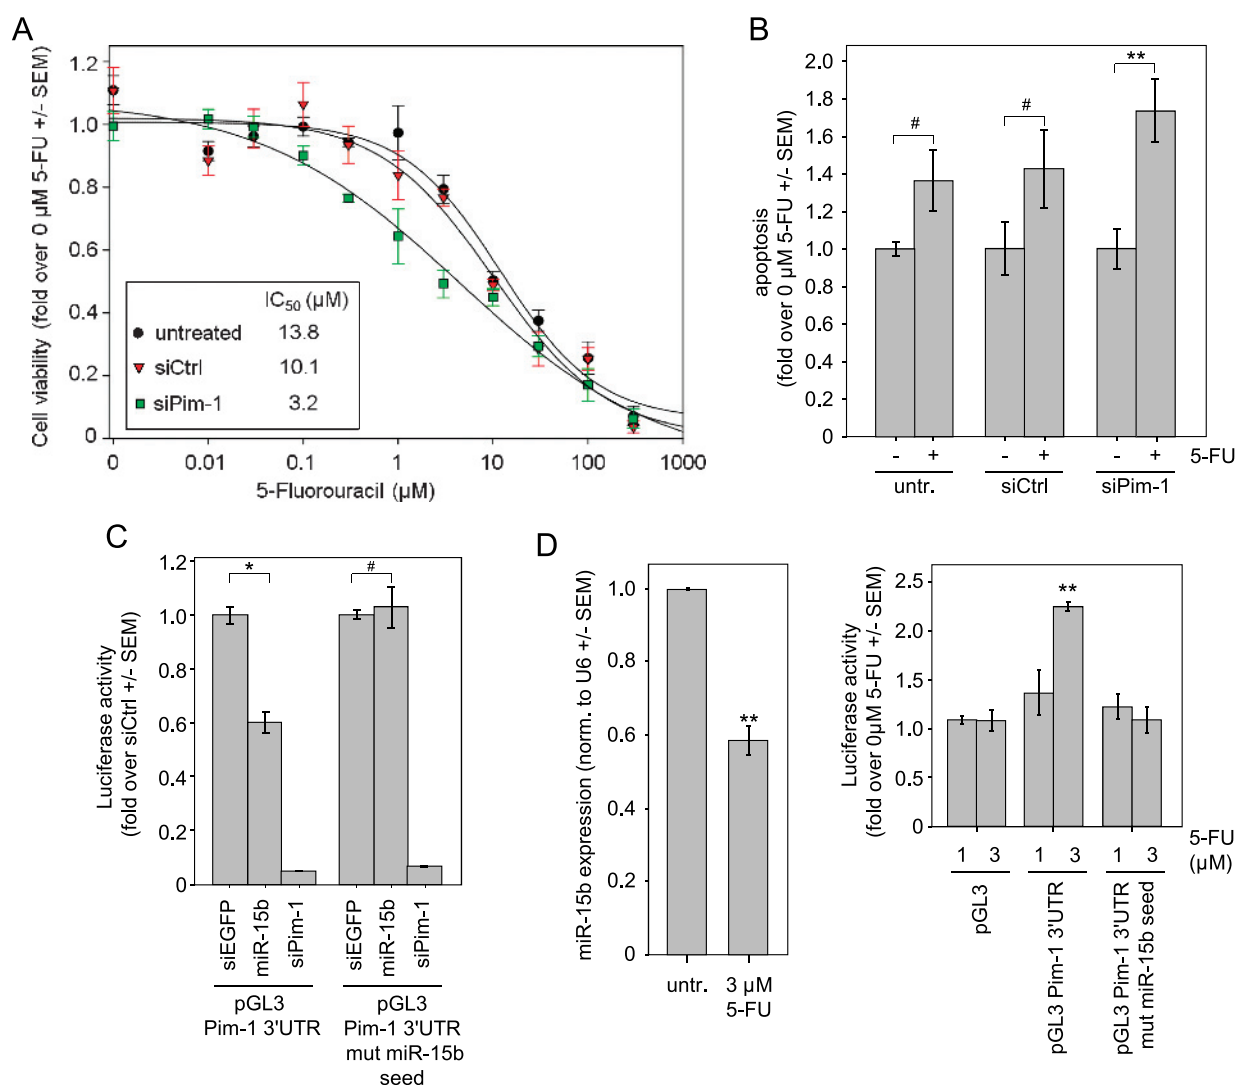 A
Cell viability (fold over 0 µM 5-FU +/- SEM)
1.2
1.0
0.8
0.6
0.4
0.2
0
IC50 (µM)
untreated 13.8
siCtrl 10.1
siPim-1 3.2
0 0.01 0.1 1 10 100 1000
5-Fluorouracil (µM)
B
apoptosis
(fold over 0 µM 5-FU +/- SEM)
2.0
1.8
1.6
1.4
1.2
1.0
0.8
0.6
0.4
0.2
0
# # **
- + - + - + 5-FU
untr. siCtrl siPim-1
C
Luciferase activity
(fold over siCtrl +/- SEM)
1.2
1.0
0.8
0.6
0.4
0.2
0
* #
siEGFP
miR-15b
siPim-1
siEGFP
miR-15b
siPim-1
pGL3
Pim-1 3'UTR
pGL3
Pim-1 3'UTR
mut miR-15b
seed
D
miR-15b expression (norm. to U6 +/- SEM)
1.0
0.8
0.6
0.4
0.2
0
**
untr. 3 µM
5-FU
Luciferase activity
(fold over 0µM 5-FU +/- SEM)
2.5
2.0
1.5
1.0
0.5
0
**
1 3 1 3 1 3
5-FU
(µM)
pGL3
pGL3 Pim-1 3'UTR
pGL3 Pim-1 3'UTR
mut miR-15b seed